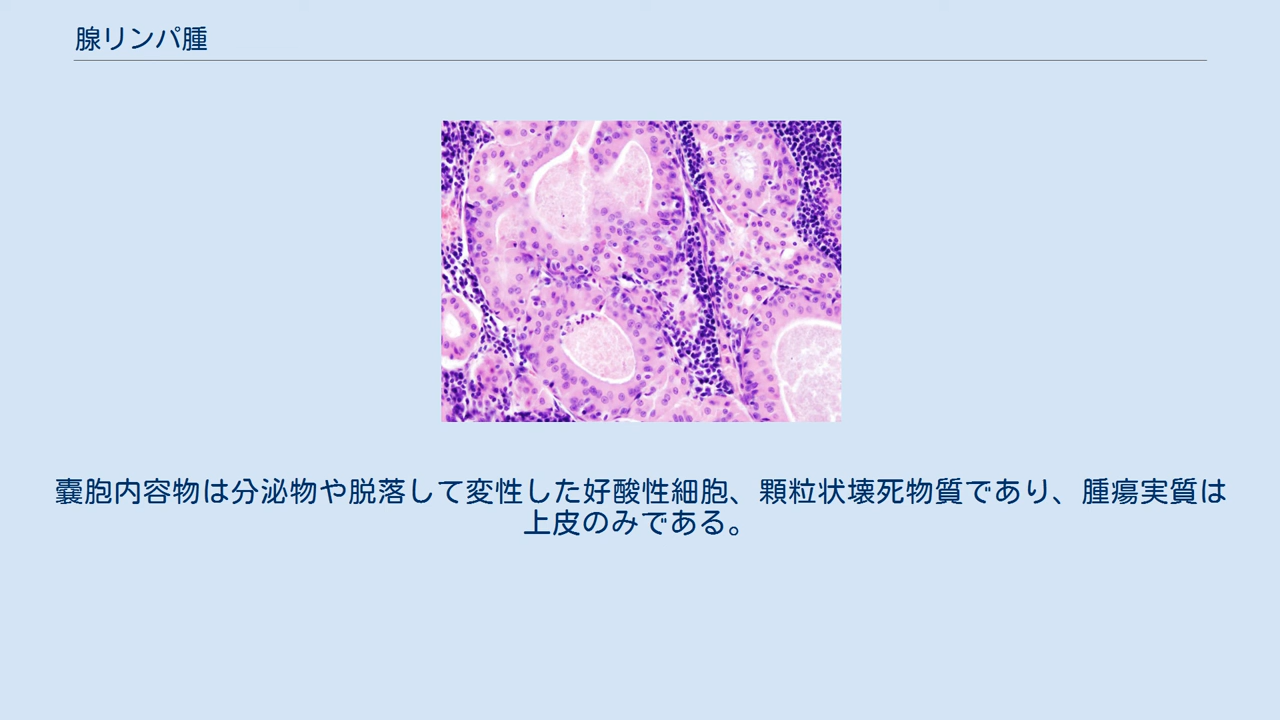 腺リンパ腫
嚢胞内容物は分泌物や脱落して変性した好酸性細胞、顆粒状壊死物質であり、腫瘍実質は
上皮のみである。